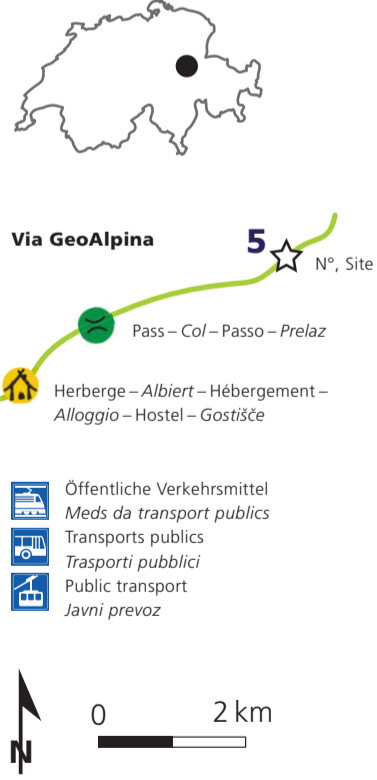 Via GeoAlpina
5
N°, Site
Pass – Col – Passo – Prelaz
Herberge – Albiert – Hébergement –
Alloggio – Hostel – Gostišče
Öffentliche Verkehrsmittel
Meds da transport publics
Transports publics
Trasporti pubblici
Public transport
Javni prevoz
N
0 2 km